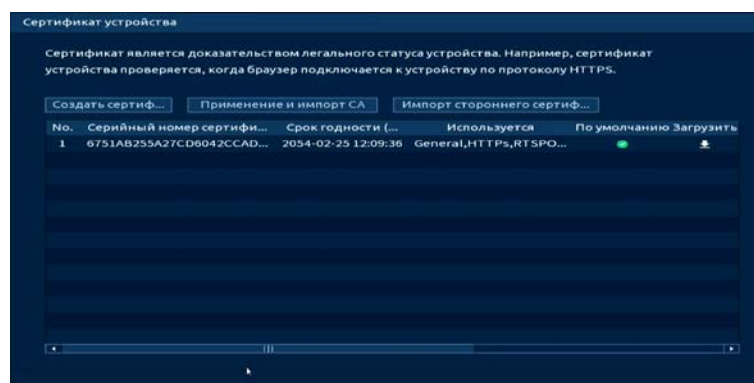 Сертификат устройства
Сертификат является доказательством легального статуса устройства. Например, сертификат
устройства проверяется, когда браузер подключается к устройству по протоколу HTTPS.
Создать сертиф... Применение и импорт CA Импорт стороннего сертиф...
No. Серийный номер сертифи... Срок годности (... Используется По умолчанию Загрузить
1 6751AB255A27CD6042CCAD... 2054-02-25 12:09:36 General,HTTPs,RTSPO...